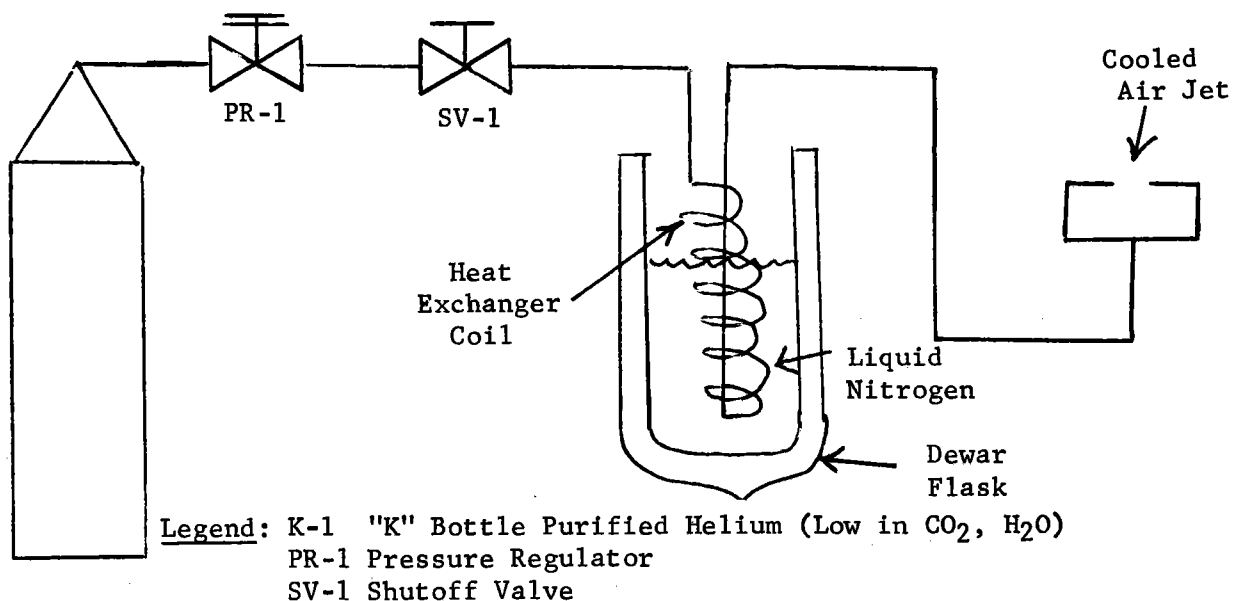 PR-1
SV-1
Cooled
Air Jet
Heat
Exchanger
Coil
Liquid
Nitrogen
Dewar
Flask
Legend: K-1 "K" Bottle Purified Helium (Low in CO₂, H₂O)
PR-1 Pressure Regulator
SV-1 Shutoff Valve